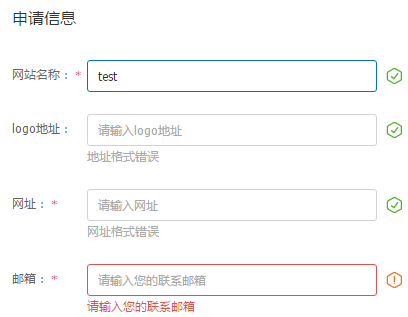 申请信息
网站名称： * test
logo地址： 请输入logo地址
地址格式错误
网址： * 请输入网址
网址格式错误
邮箱： * 请输入您的联系邮箱
请输入您的联系邮箱